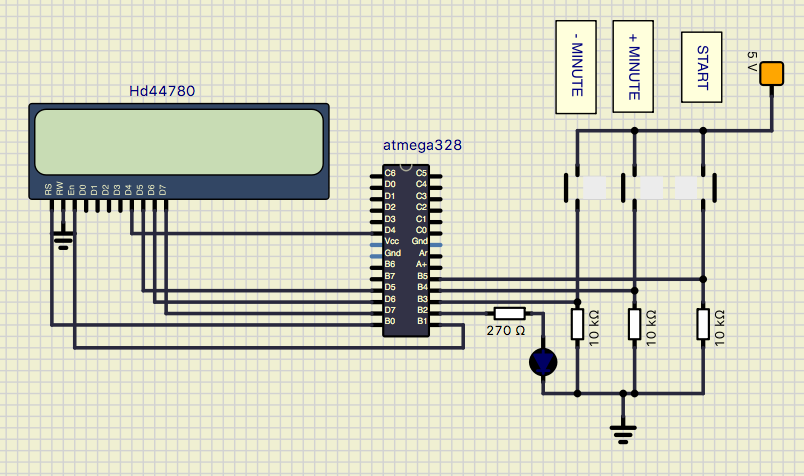 - MINUTE
+ MINUTE
START
5 V
Hd44780
RS RW En D0 D1 D2 D3 D4 D5 D6 D7
atmega328
C6 C5
D0 C4
D1 C3
D2 C2
D3 C1
D4 C0
Vcc Gnd
Gnd Ar
B6 A+
B7 B5
D5 B4
D6 B3
D7 B2
B0 B1
270 Ω
10 kΩ
10 kΩ
10 kΩ